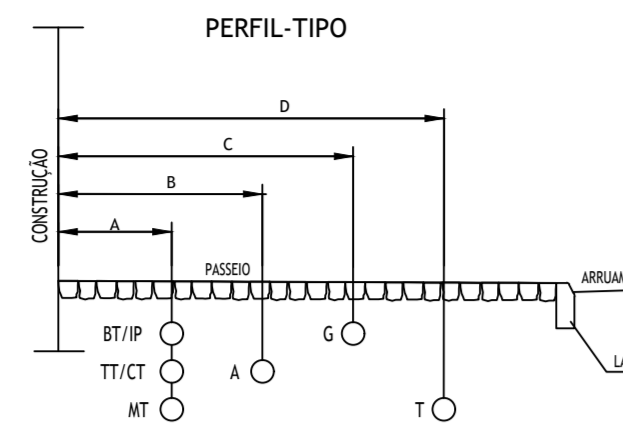 PERFIL-TIPO
D
C
B
A
CONSTRUÇÃO
PASSEIO
BT/IP
G
TT/CT
A
MT
T